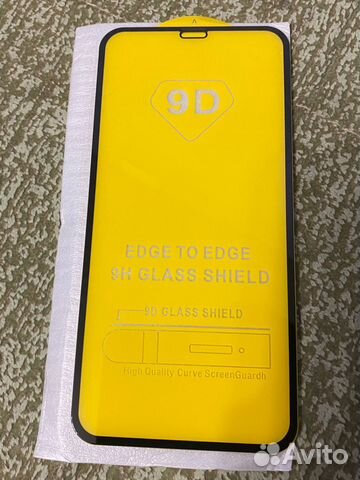 A
9D
EDGE TO EDGE
9H GLASS SHIELD
9D GLASS SHIELD
High Quality Curve ScreenGuardh
Avito